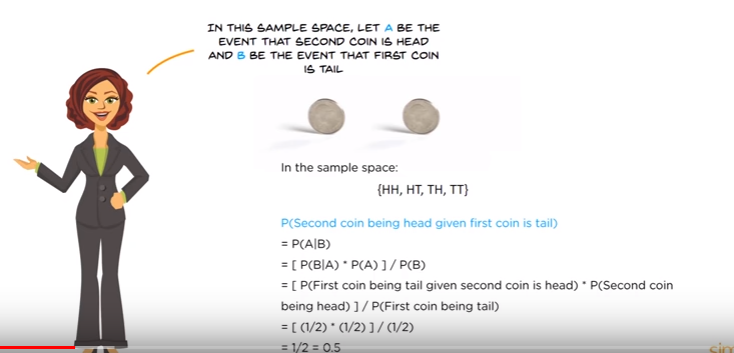 IN THIS SAMPLE SPACE, LET A BE THE
EVENT THAT SECOND COIN IS HEAD
AND B BE THE EVENT THAT FIRST COIN
IS TAIL
In the sample space:
{HH, HT, TH, TT}
P(Second coin being head given first coin is tail)
= P(A|B)
= [ P(B|A) * P(A) ] / P(B)
= [ P(First coin being tail given second coin is head) * P(Second coin
being head) ] / P(First coin being tail)
= [ (1/2) * (1/2) ] / (1/2)
= 1/2 = 0.5